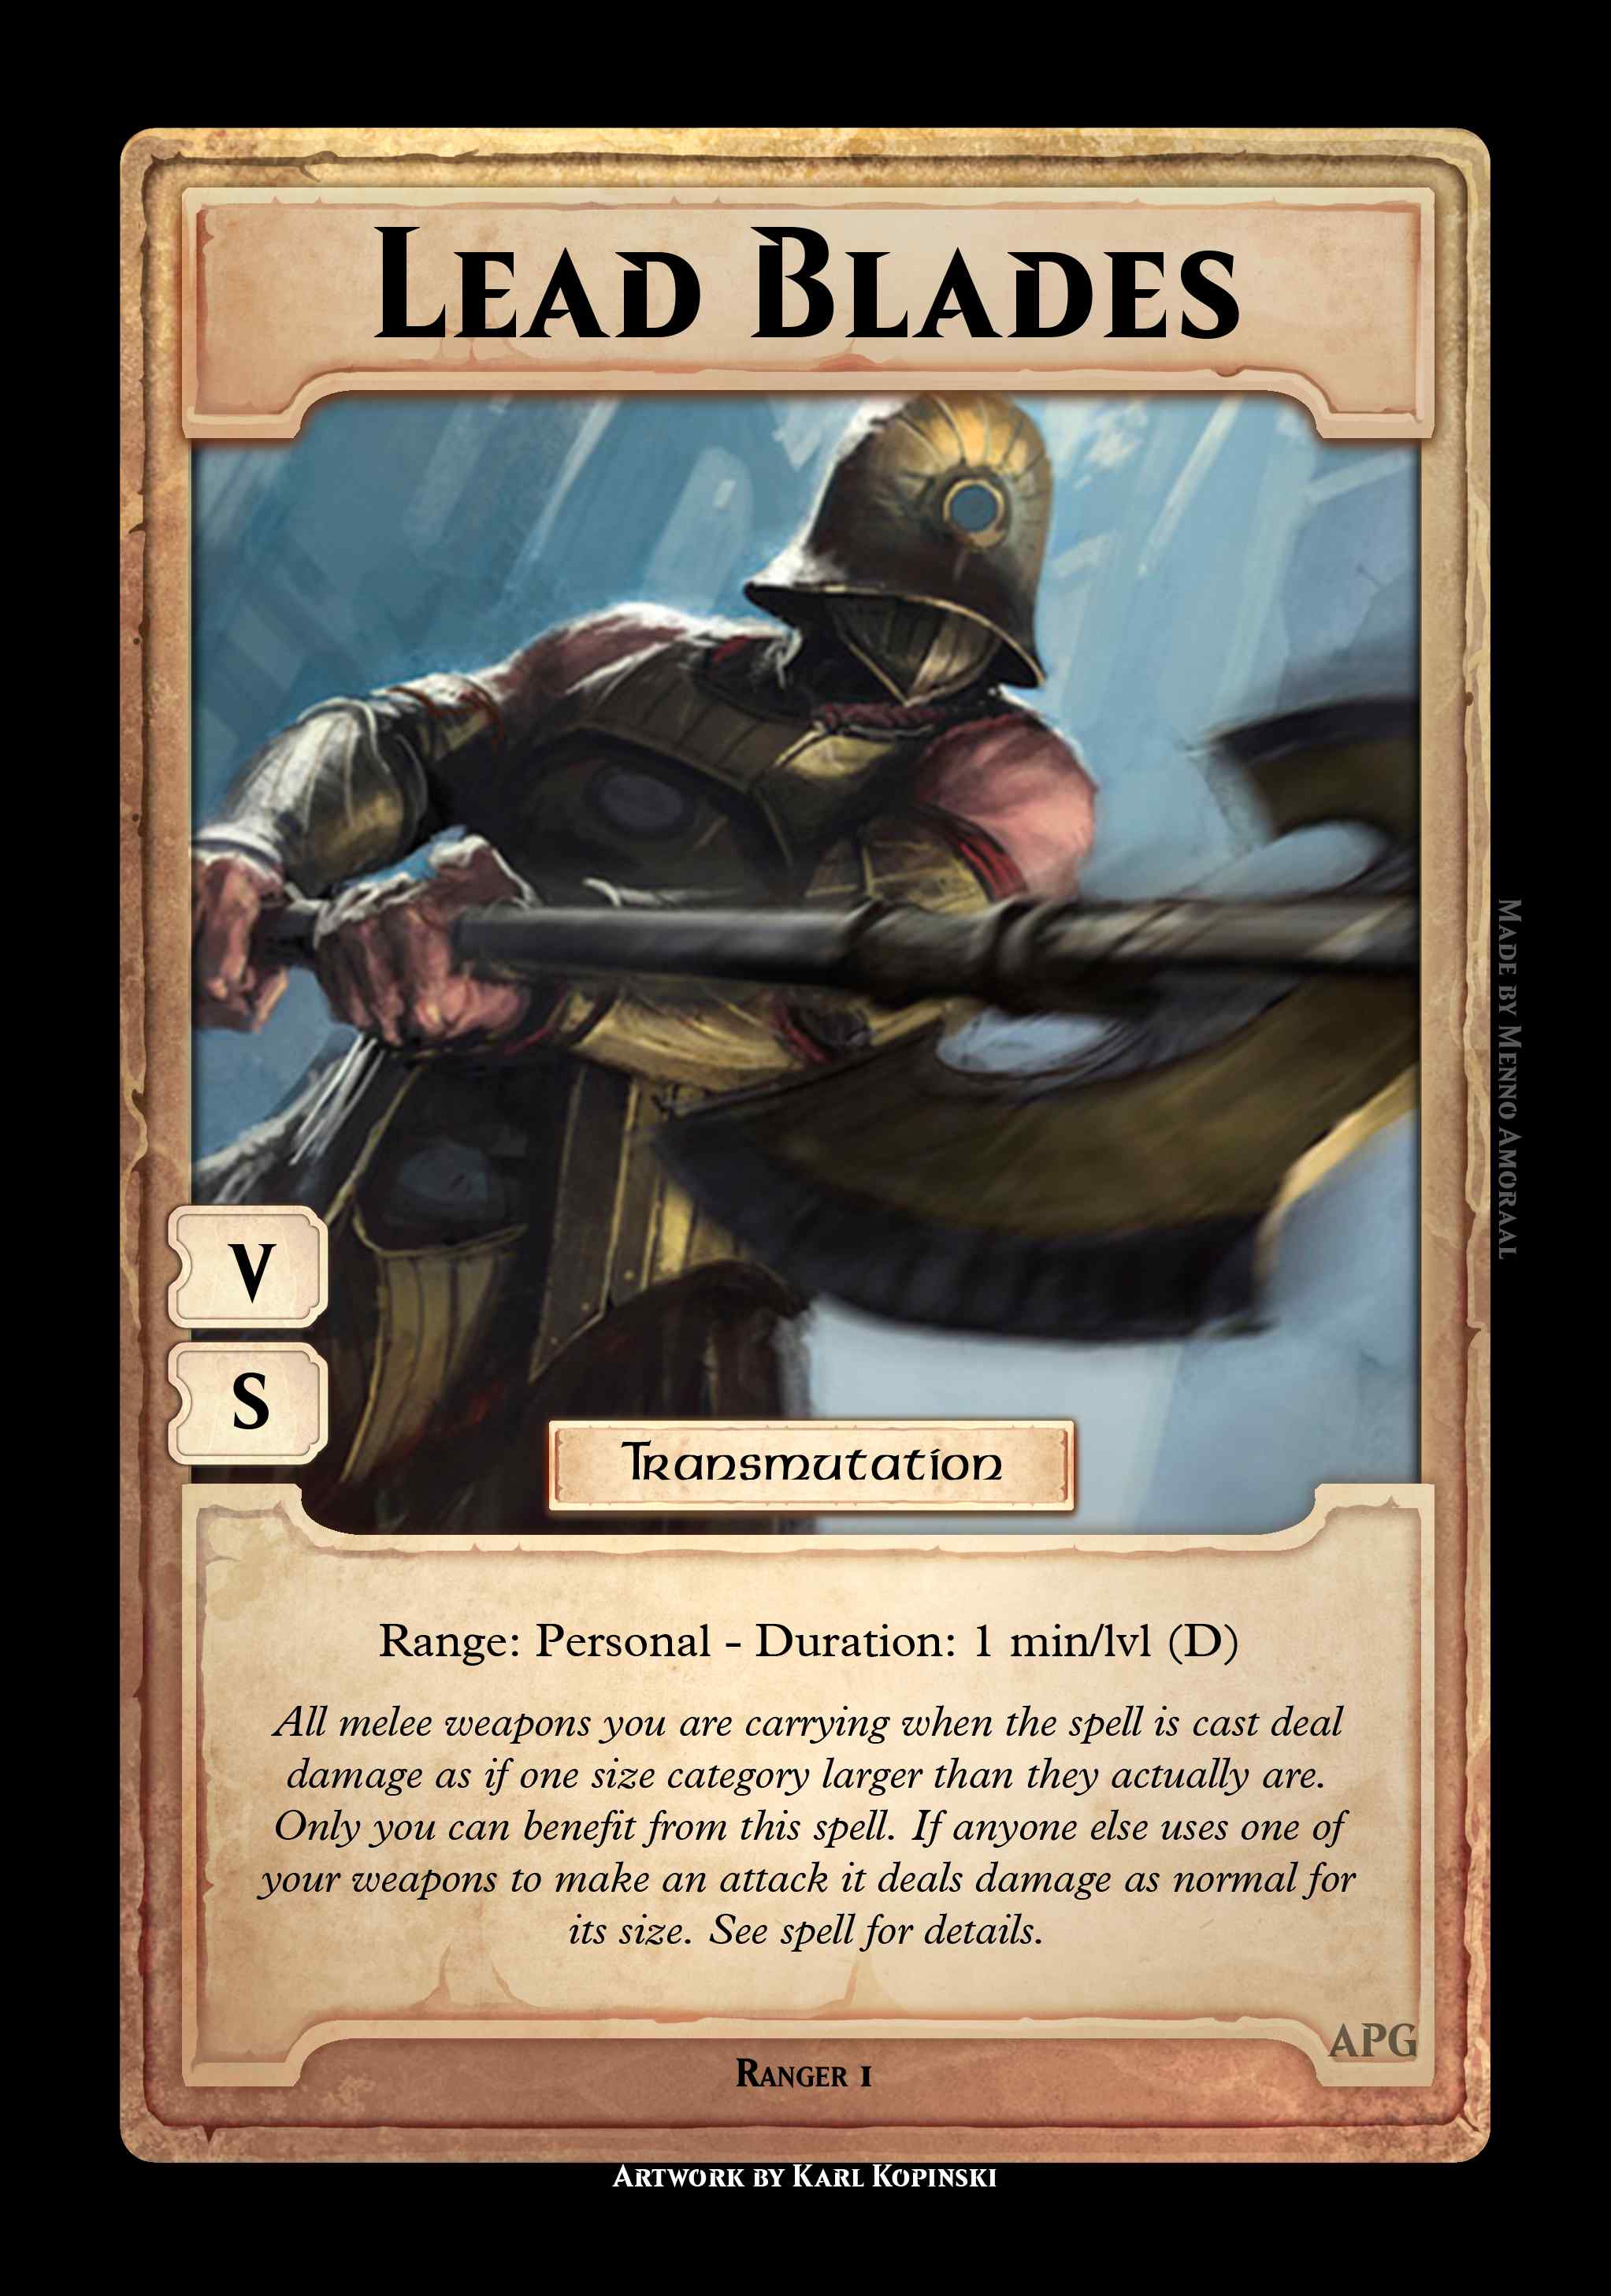 Lead Blades
V
S
Transmutation
Range: Personal - Duration: 1 min/lvl (D)
All melee weapons you are carrying when the spell is cast deal
damage as if one size category larger than they actually are.
Only you can benefit from this spell. If anyone else uses one of
your weapons to make an attack it deals damage as normal for
its size. See spell for details.
APG
Ranger 1
Artwork by Karl Kopinski
Made by Menno Amoraal